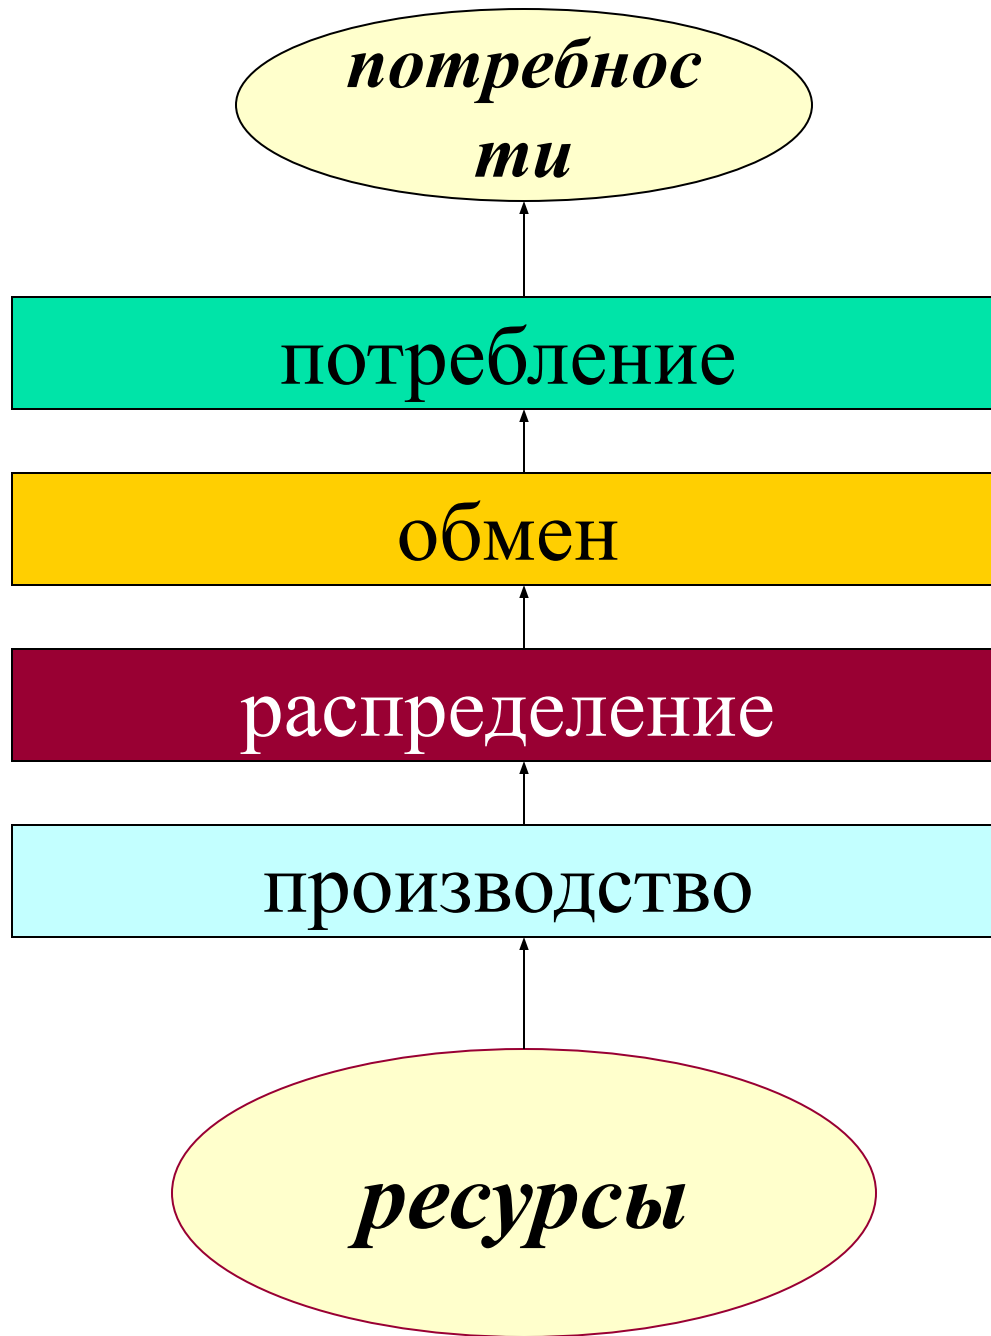 потребнос
ти
потребление
обмен
распределение
производство
ресурсы